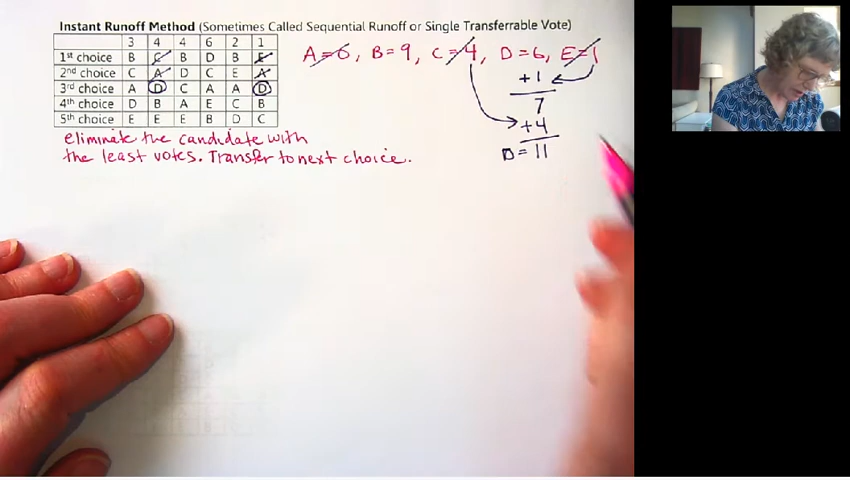 Instant Runoff Method (Sometimes Called Sequential Runoff or Single Transferrable Vote)
3 4 4 6 2 1
1st choice B C B D B E
2nd choice C A D C E A
3rd choice A D C A A D
4th choice D B A E C B
5th choice E E E B D C
A=0, B=9, C=4, D=6, E=1
+1
7
+4
D=11
eliminate the candidate with
the least votes. Transfer to next choice.